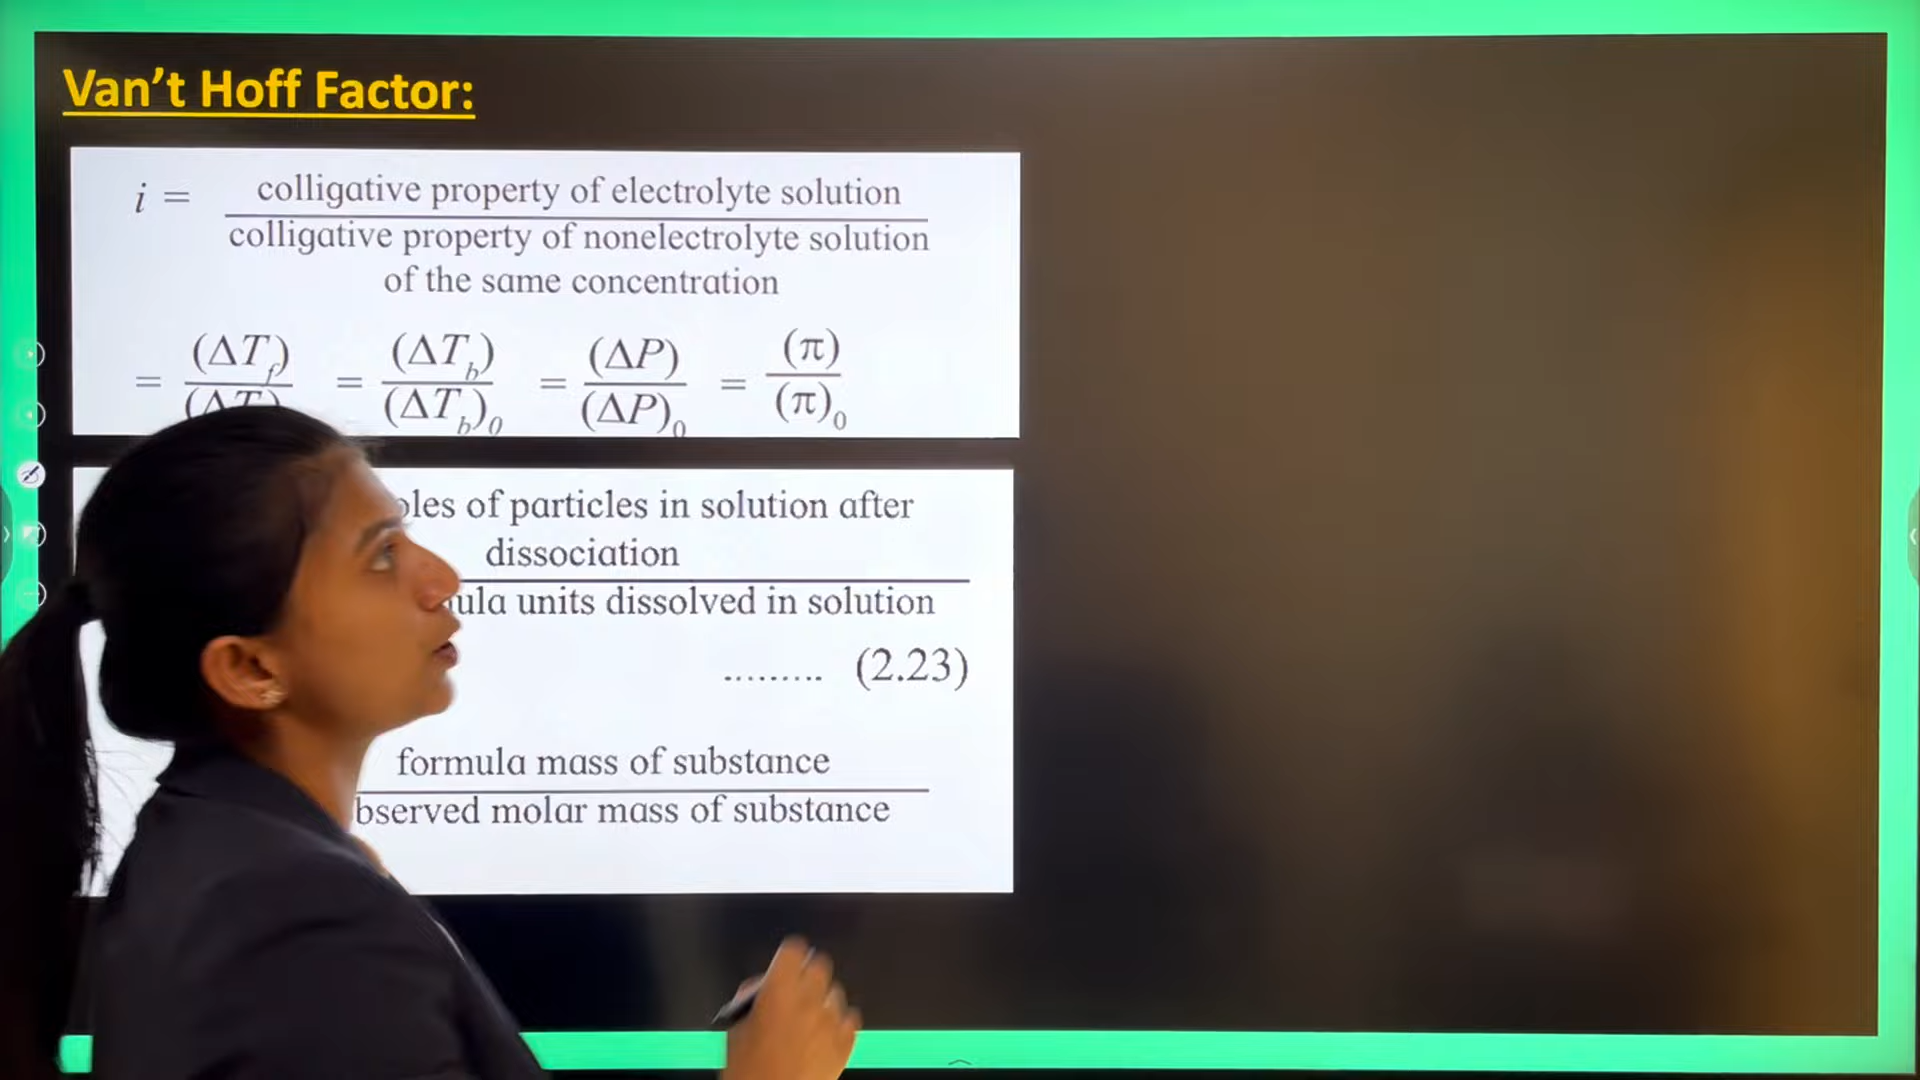 Van't Hoff Factor:
i = colligative property of electrolyte solution
colligative property of nonelectrolyte solution
of the same concentration
= (ΔT_f) / (ΔT) = (ΔT_b) / (ΔT_b)_0 = (ΔP) / (ΔP)_0 = (π) / (π)_0
oles of particles in solution after
dissociation
ula units dissolved in solution
......... (2.23)
formula mass of substance
bserved molar mass of substance